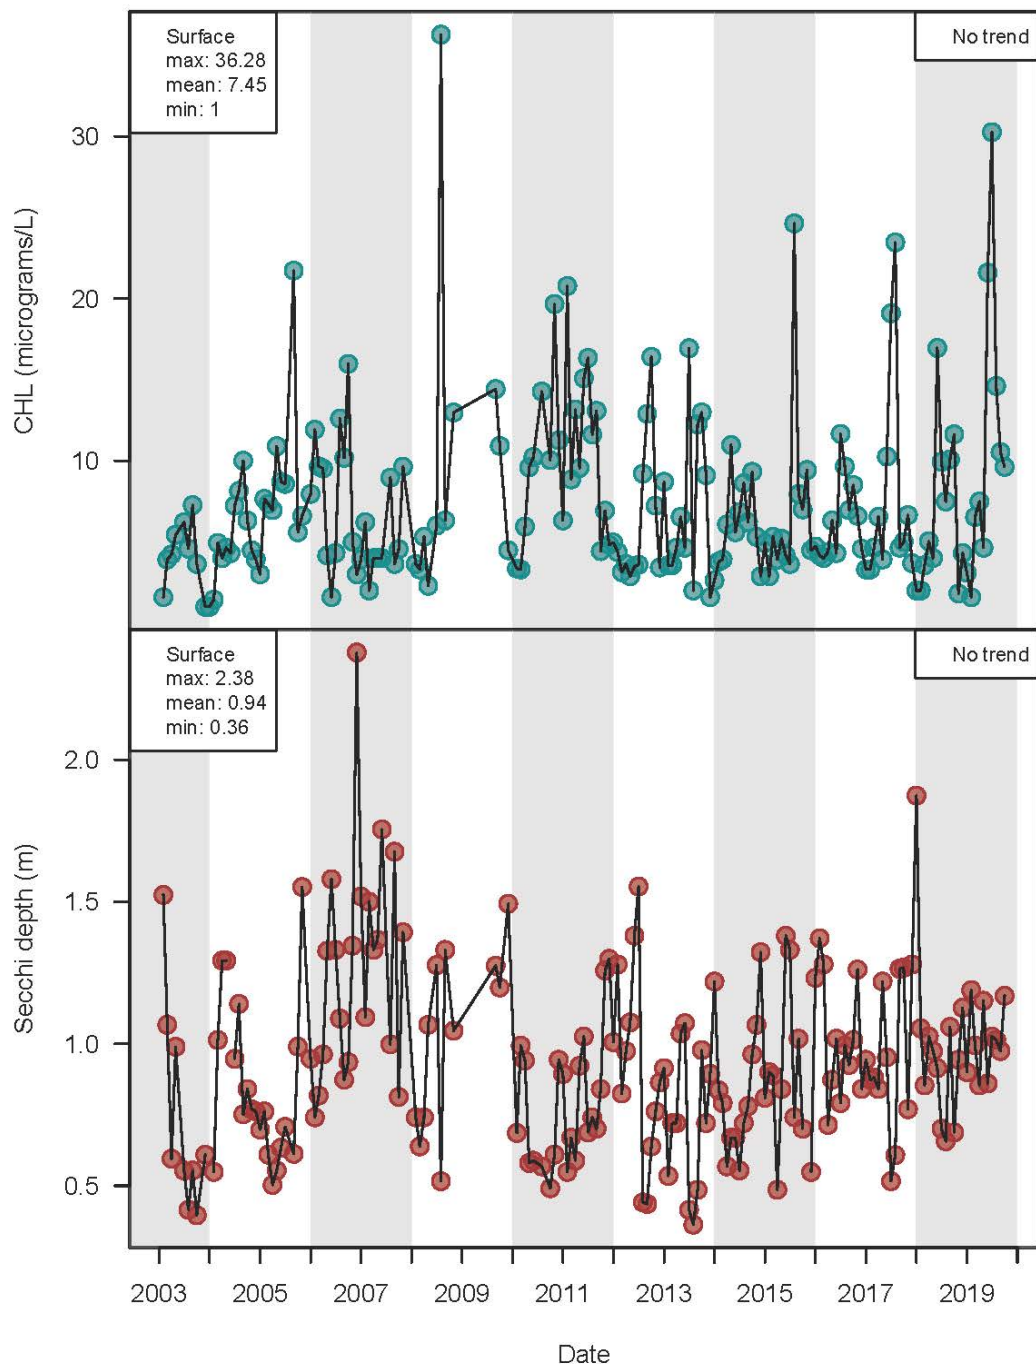 Surface
max: 36.28
mean: 7.45
min: 1
No trend
30
20
10
CHL (micrograms/L)
Surface
max: 2.38
mean: 0.94
min: 0.36
No trend
2.0
1.5
1.0
0.5
Secchi depth (m)
2003 2005 2007 2009 2011 2013 2015 2017 2019
Date